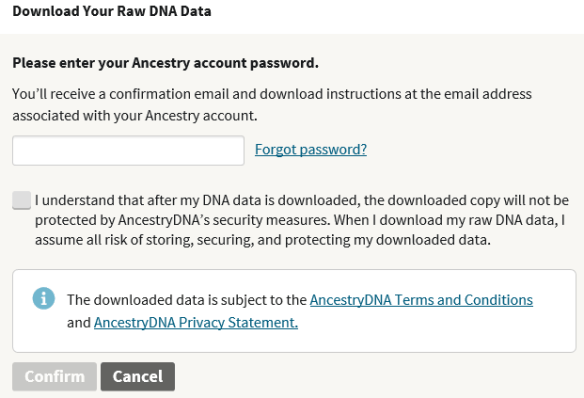 Download Your Raw DNA Data
Please enter your Ancestry account password.
You’ll receive a confirmation email and download instructions at the email address
associated with your Ancestry account.
Forgot password?
I understand that after my DNA data is downloaded, the downloaded copy will not be
protected by AncestryDNA’s security measures. When I download my raw DNA data, I
assume all risk of storing, securing, and protecting my downloaded data.
The downloaded data is subject to the AncestryDNA Terms and Conditions
and AncestryDNA Privacy Statement.
Confirm Cancel